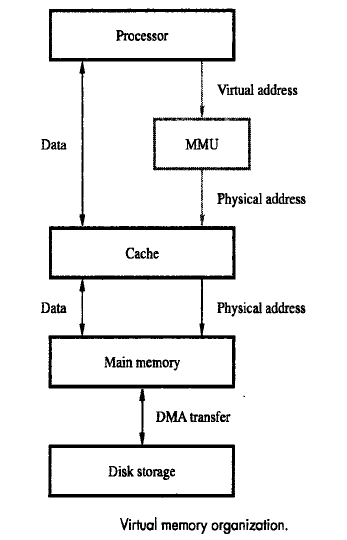 Processor
Virtual address
Data
MMU
Physical address
Cache
Data
Physical address
Main memory
DMA transfer
Disk storage
Virtual memory organization.